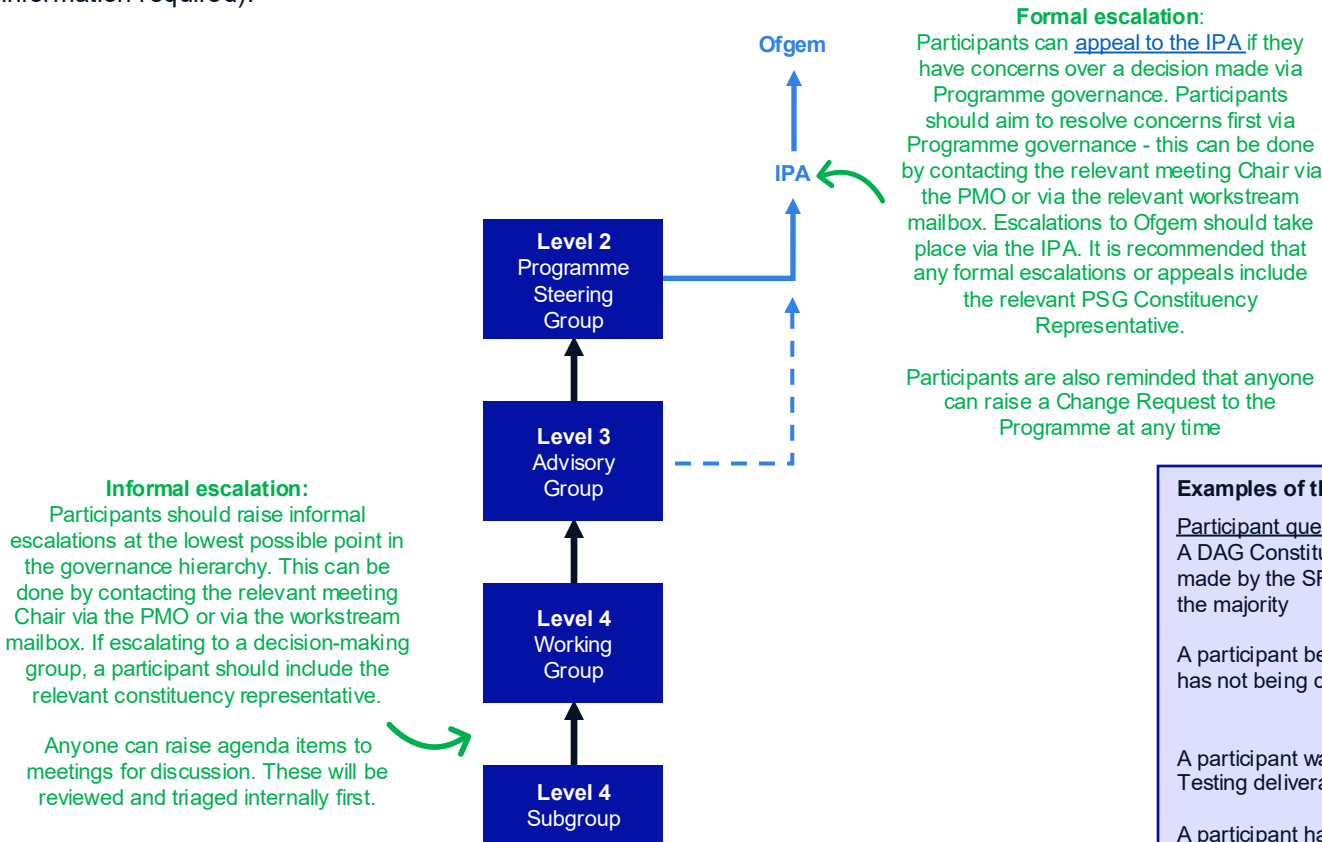 information required).
Ofgem
IPA
Formal escalation:
Participants can appeal to the IPA if they
have concerns over a decision made via
Programme governance. Participants
should aim to resolve concerns first via
Programme governance - this can be done
by contacting the relevant meeting Chair via
the PMO or via the relevant workstream
mailbox. Escalations to Ofgem should take
place via the IPA. It is recommended that
any formal escalations or appeals include
the relevant PSG Constituency
Representative.
Participants are also reminded that anyone
can raise a Change Request to the
Programme at any time
Level 2
Programme
Steering
Group
Level 3
Advisory
Group
Level 4
Working
Group
Level 4
Subgroup
Informal escalation:
Participants should raise informal
escalations at the lowest possible point in
the governance hierarchy. This can be
done by contacting the relevant meeting
Chair via the PMO or via the workstream
mailbox. If escalating to a decision-making
group, a participant should include the
relevant constituency representative.
Anyone can raise agenda items to
meetings for discussion. These will be
reviewed and triaged internally first.
Examples of
Participant
A DAG
made by the
the majority
A participant
has not being
A participant
Testing
A participant